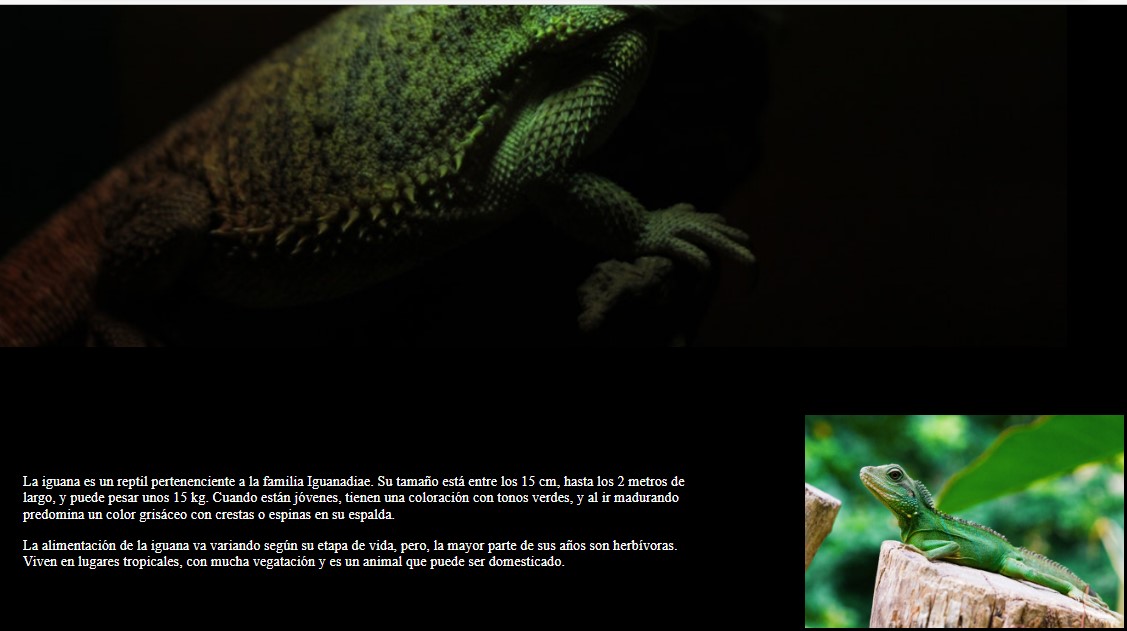 La iguana es un reptil pertenenciente a la familia Iguanadiae. Su tamaño está entre los 15 cm, hasta los 2 metros de
largo, y puede pesar unos 15 kg. Cuando están jóvenes, tienen una coloración con tonos verdes, y al ir madurando
predomina un color grisáceo con crestas o espinas en su espalda.
La alimentación de la iguana va variando según su etapa de vida, pero, la mayor parte de sus años son herbívoras.
Viven en lugares tropicales, con mucha vegatación y es un animal que puede ser domesticado.